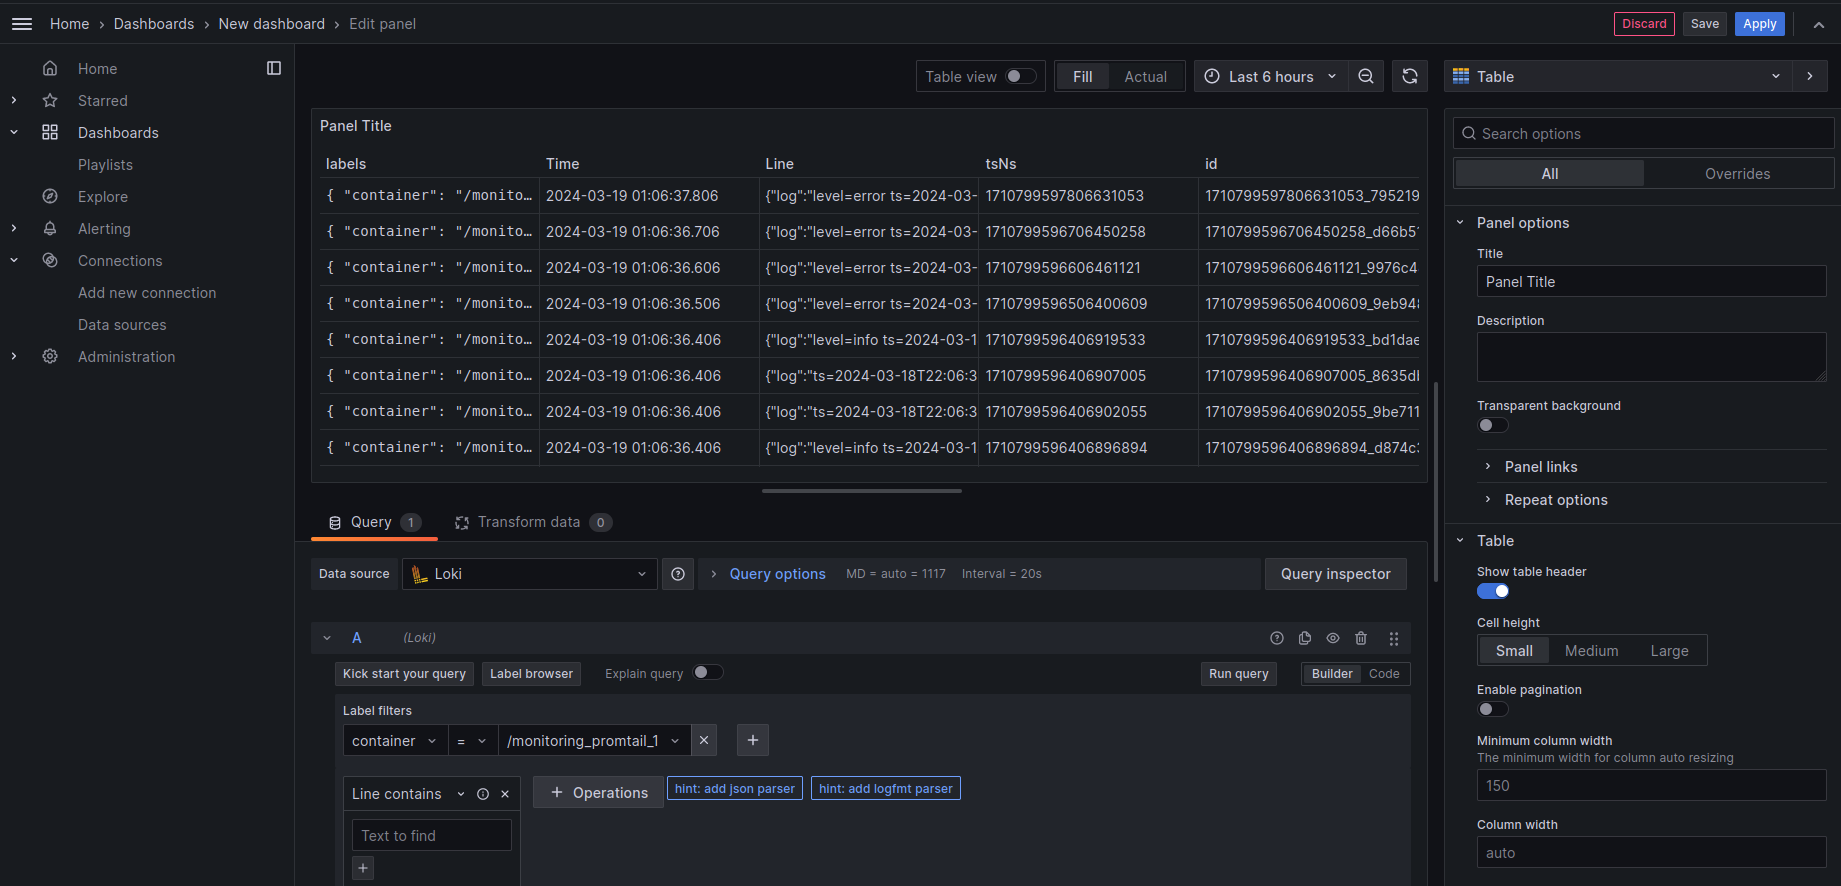 Home › Dashboards › New dashboard › Edit panel
Discard Save Apply
Home
Starred
Dashboards
Playlists
Explore
Alerting
Connections
Add new connection
Data sources
Administration
Table view Fill Actual Last 6 hours
Panel Title
labels Time Line tsNs id
{ "container": "/monito… 2024-03-19 01:06:37.806 {"log":"level=error ts=2024-03- 1710799597806631053 1710799597806631053_795219
{ "container": "/monito… 2024-03-19 01:06:36.706 {"log":"level=error ts=2024-03- 1710799596706450258 1710799596706450258_d66b5
{ "container": "/monito… 2024-03-19 01:06:36.606 {"log":"level=error ts=2024-03- 1710799596606461121 1710799596606461121_9976c4
{ "container": "/monito… 2024-03-19 01:06:36.506 {"log":"level=error ts=2024-03- 1710799596506400609 1710799596506400609_9eb948
{ "container": "/monito… 2024-03-19 01:06:36.406 {"log":"level=info ts=2024-03-1 1710799596406919533 1710799596406919533_bd1dae
{ "container": "/monito… 2024-03-19 01:06:36.406 {"log":"ts=2024-03-18T22:06:3 1710799596406907005 1710799596406907005_8635d
{ "container": "/monito… 2024-03-19 01:06:36.406 {"log":"ts=2024-03-18T22:06:3 1710799596406902055 1710799596406902055_9be711
{ "container": "/monito… 2024-03-19 01:06:36.406 {"log":"level=info ts=2024-03-1 1710799596406896894 1710799596406896894_d874c
Query 1 Transform data 0
Data source Loki Query options MD = auto = 1117 Interval = 20s Query inspector
A (Loki)
Kick start your query Label browser Explain query Run query Builder Code
Label filters
container = /monitoring_promtail_1
Line contains + Operations hint: add json parser hint: add logfmt parser
Text to find
Table
Search options
All Overrides
Panel options
Title
Panel Title
Description
Transparent background
Panel links
Repeat options
Table
Show table header
Cell height
Small Medium Large
Enable pagination
Minimum column width
The minimum width for column auto resizing
150
Column width
auto